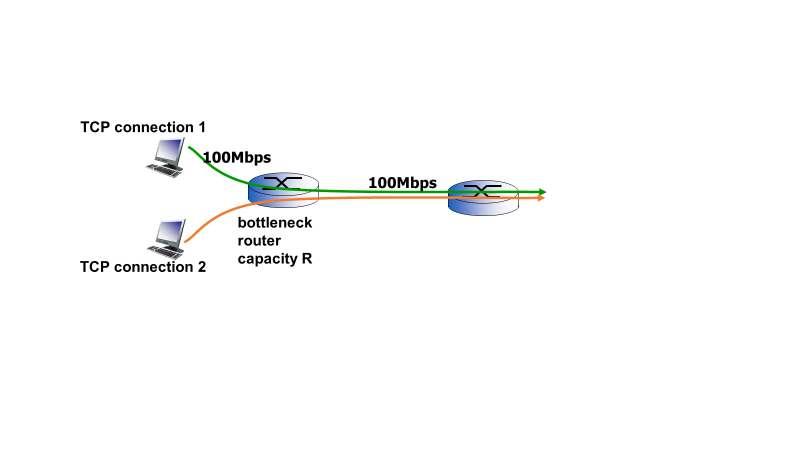 TCP connection 1
100Mbps
100Mbps
bottleneck
router
capacity R
TCP connection 2